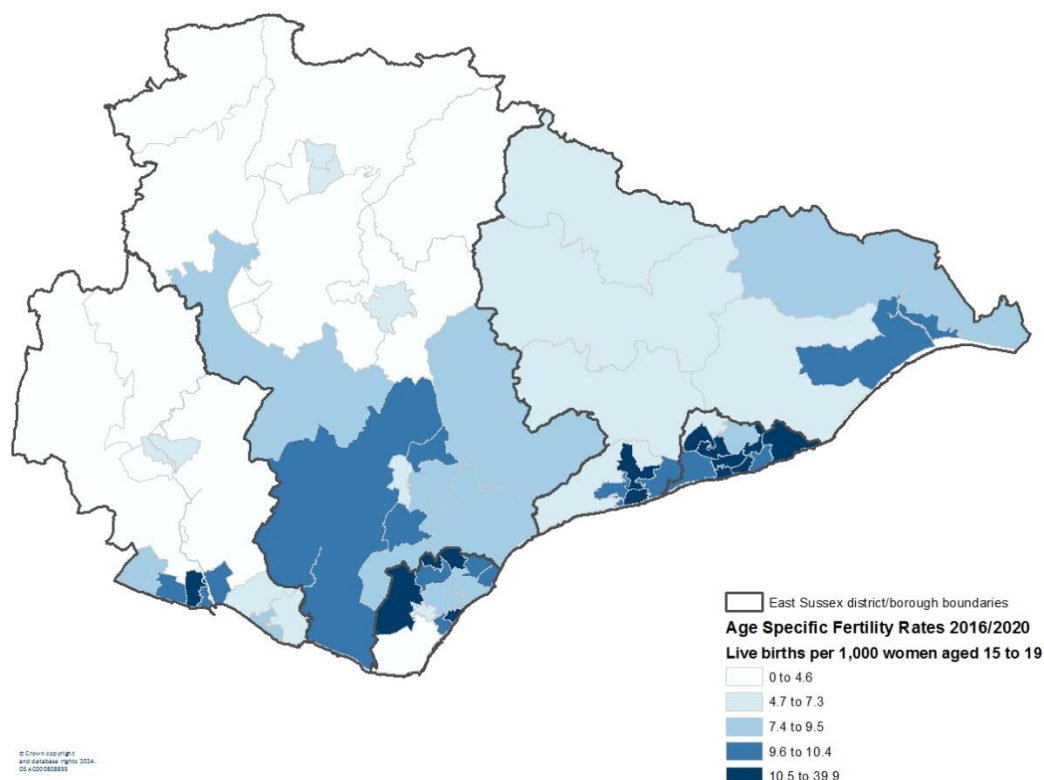 East Sussex district/borough boundaries
Age Specific Fertility Rates 2016/2020
Live births per 1,000 women aged 15 to 19
0 to 4.6
4.7 to 7.3
7.4 to 9.5
9.6 to 10.4
10.5 to 39.9
© Crown copyright
and database rights 2024.
OS AC0000808855